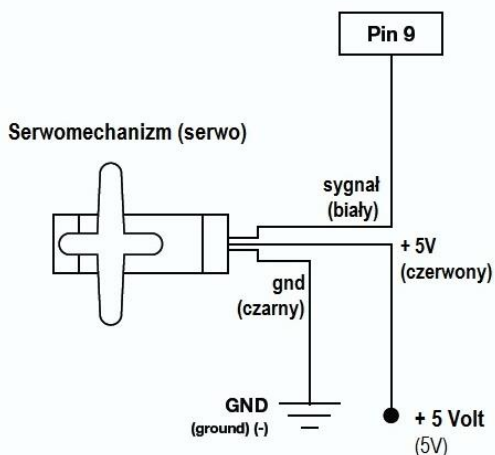 Pin 9
Serwomechanizm (serwo)
sygnał
(biały)
+ 5V
(czerwony)
gnd
(czarny)
GND
(ground) (-)
+ 5 Volt
(5V)